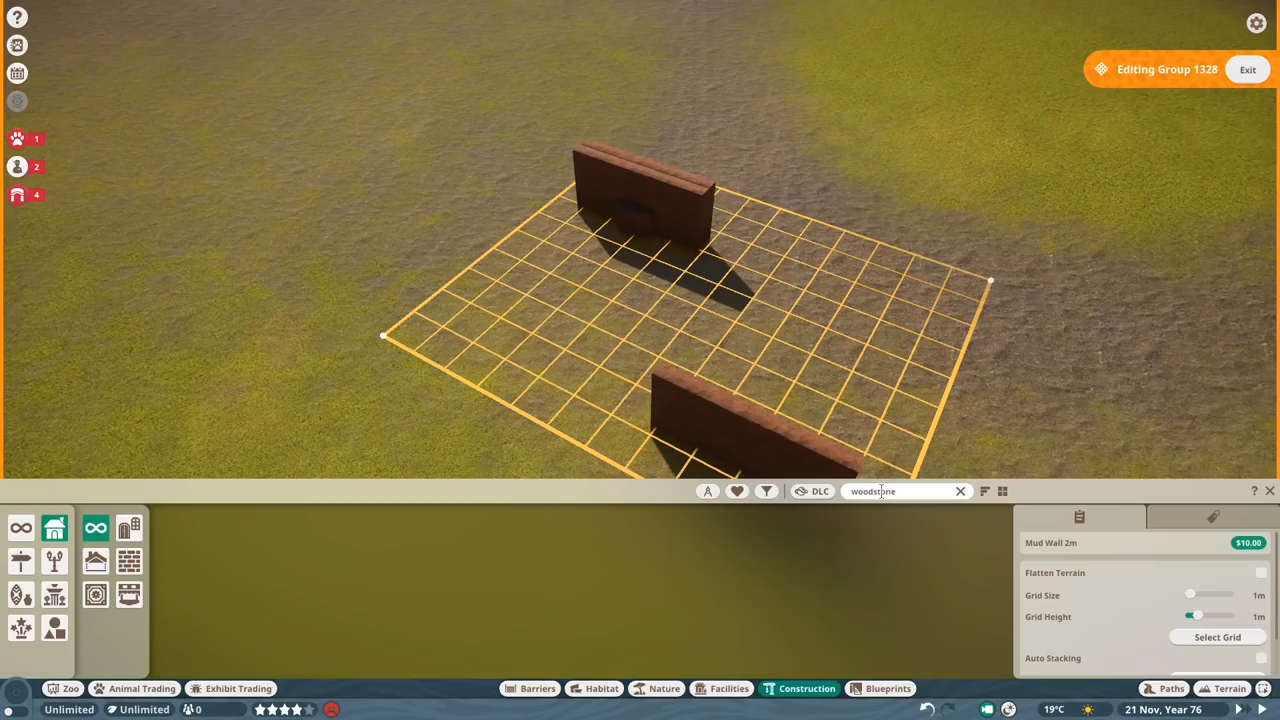 ?
Editing Group 1328 Exit
1
2
4
DLC woodstone ?
Mud Wall 2m $10.00
Flatten Terrain
Grid Size 1m
Grid Height 1m
Select Grid
Auto Stacking
Zoo Animal Trading Exhibit Trading Barriers Habitat Nature Facilities Construction Blueprints Paths Terrain
Unlimited Unlimited 0 19°C 21 Nov, Year 76